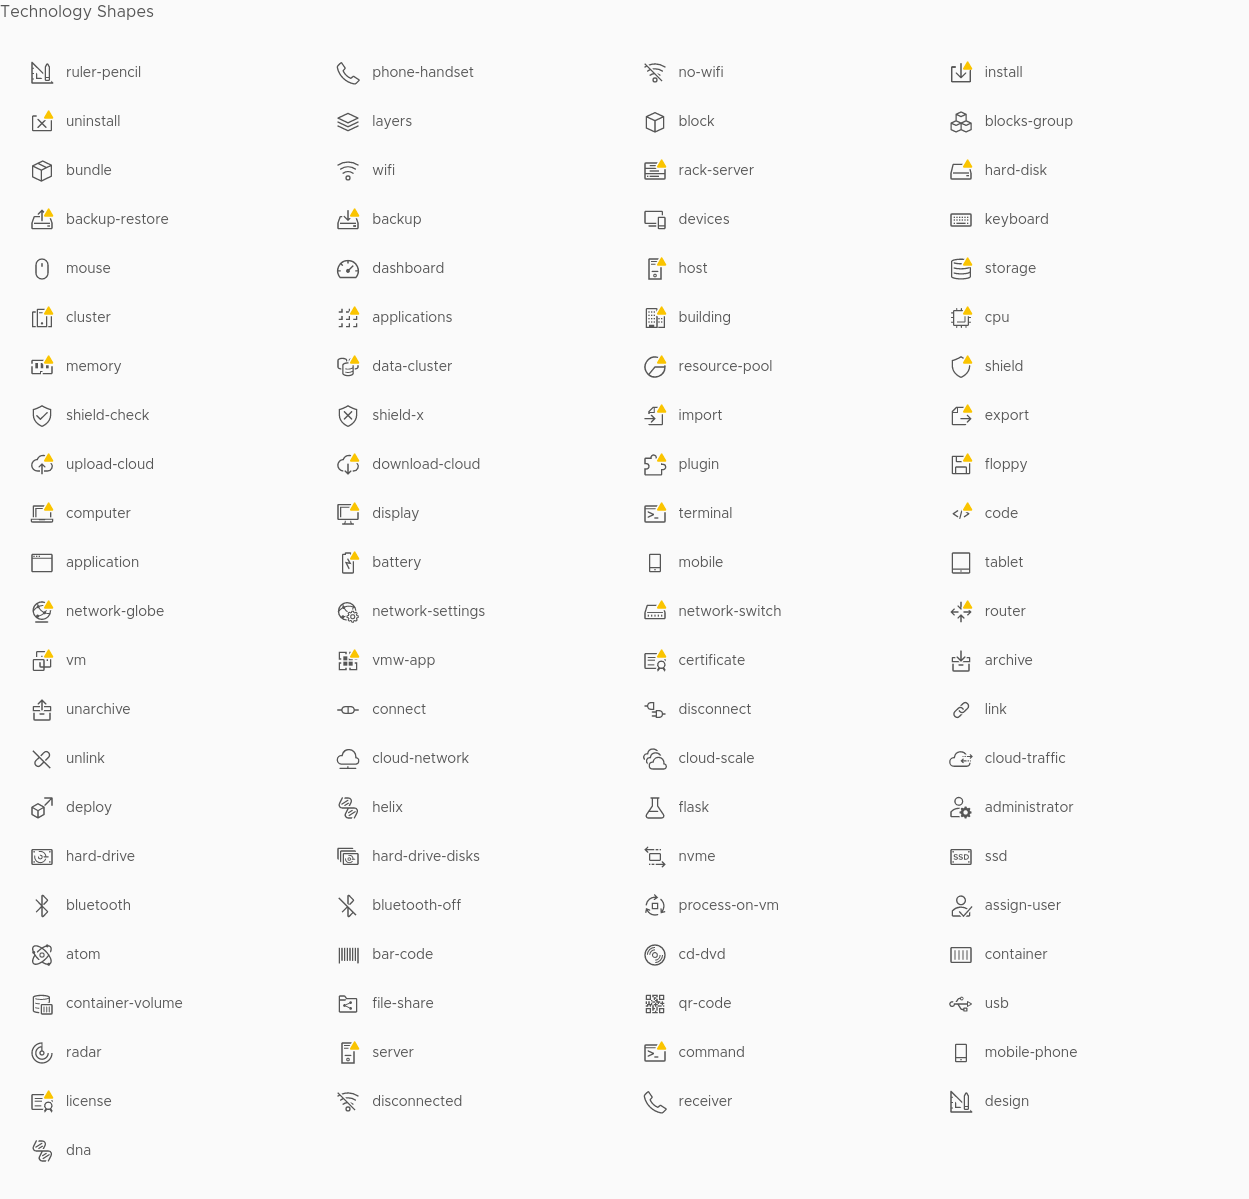 Technology Shapes
ruler-pencil phone-handset no-wifi install
uninstall layers block blocks-group
bundle wifi rack-server hard-disk
backup-restore backup devices keyboard
mouse dashboard host storage
cluster applications building cpu
memory data-cluster resource-pool shield
shield-check shield-x import export
upload-cloud download-cloud plugin floppy
computer display terminal code
application battery mobile tablet
network-globe network-settings network-switch router
vm vmw-app certificate archive
unarchive connect disconnect link
unlink cloud-network cloud-scale cloud-traffic
deploy helix flask administrator
hard-drive hard-drive-disks nvme SSD ssd
bluetooth bluetooth-off process-on-vm assign-user
atom bar-code cd-dvd container
container-volume file-share qr-code usb
radar server command mobile-phone
license disconnected receiver design
dna